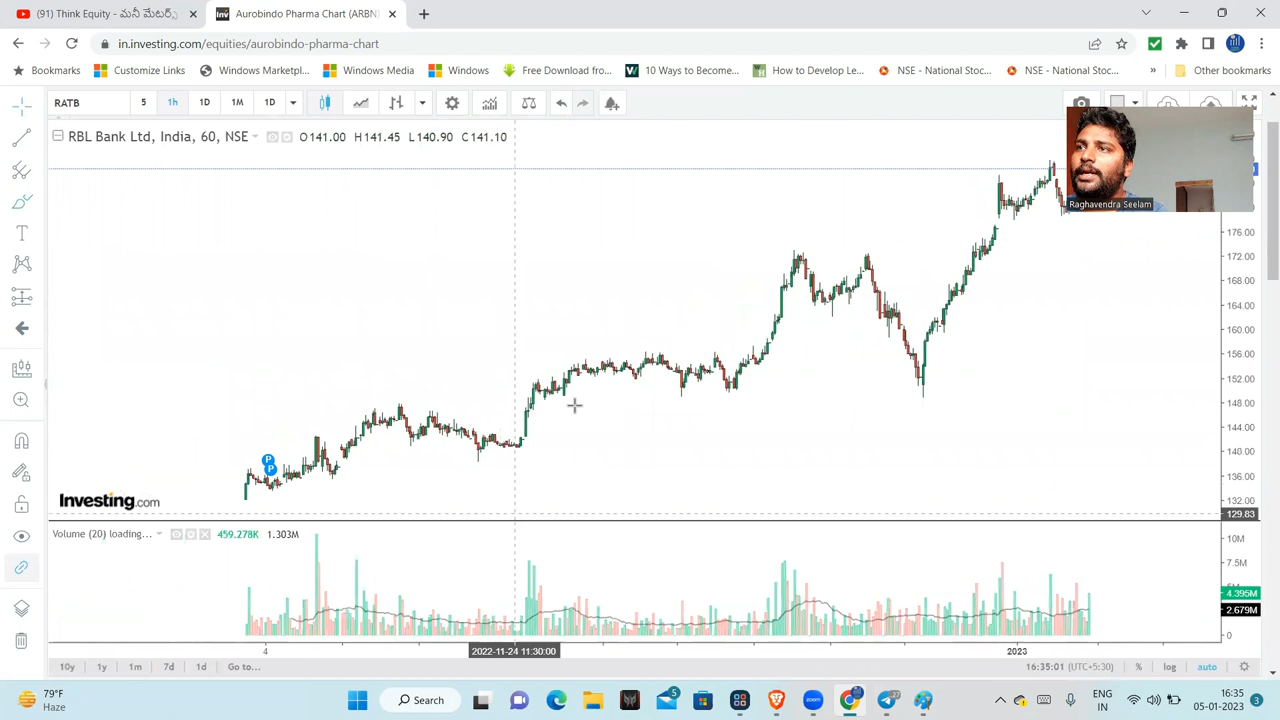 (91) Think Equity - మనీ మేటర్స్
Aurobindo Pharma Chart (ARBN)
in.investing.com/equities/aurobindo-pharma-chart
Bookmarks
Customize Links
Windows Marketpl...
Windows Media
Windows
Free Download fro...
10 Ways to Become...
How to Develop Le...
NSE - National Stoc...
NSE - National Stoc...
»
Other bookmarks
RATB
5
1h
1D
1M
1D
RBL Bank Ltd, India, 60, NSE
O141.00 H141.45 L140.90 C141.10
Raghavendra Seelam
176.00
172.00
168.00
164.00
160.00
156.00
152.00
148.00
144.00
140.00
136.00
132.00
129.83
P
P
Investing.com
Volume (20) loading...
459.278K 1.303M
10M
7.5M
4.395M
2.679M
0
4
2022-11-24 11:30:00
2023
10y
1y
1m
7d
1d
Go to...
16:35:01 (UTC+5:30)
%
log
auto
79°F
Haze
Search
5
ENG
IN
16:35
05-01-2023
3